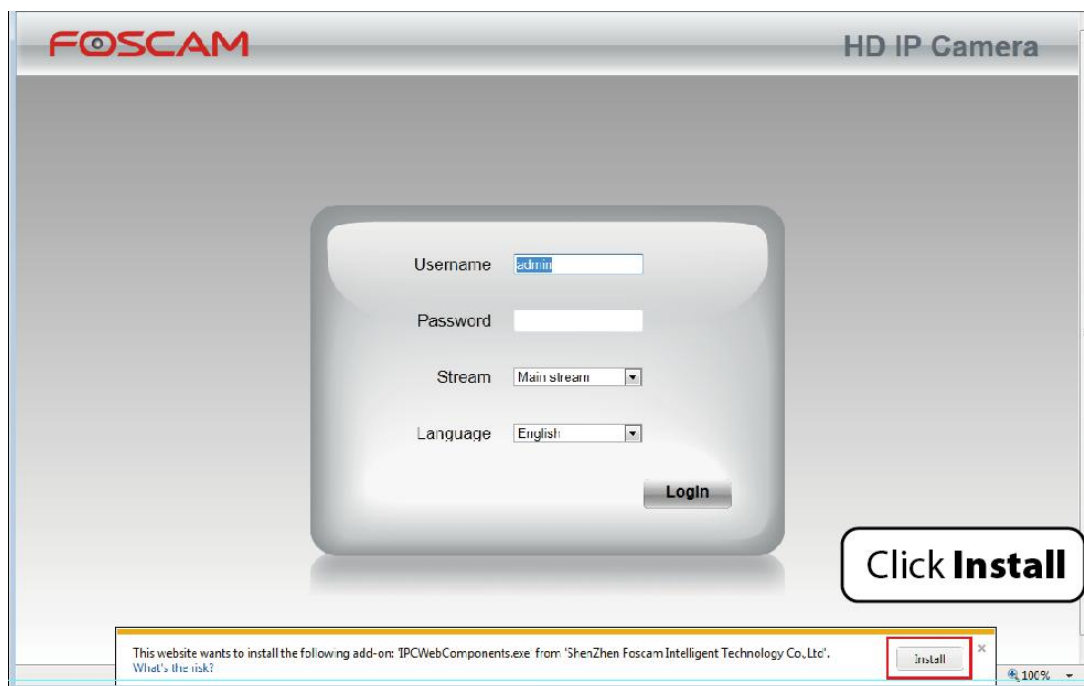 FOSCAM
HD IP Camera
Username
admin
Password
Stream
Main stream
Language
English
Login
Click Install
This website wants to install the following add-on: 'IPCWebComponents.exe' from 'ShenZhen Foscam Intelligent Technology Co.,Ltd'.
What's the risk?
Install
100%